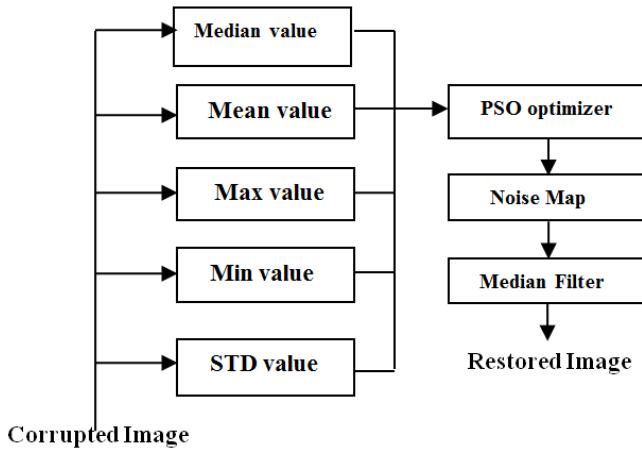 Median value
Mean value
Max value
Min value
STD value
Corrupted Image
PSO optimizer
Noise Map
Median Filter
Restored Image